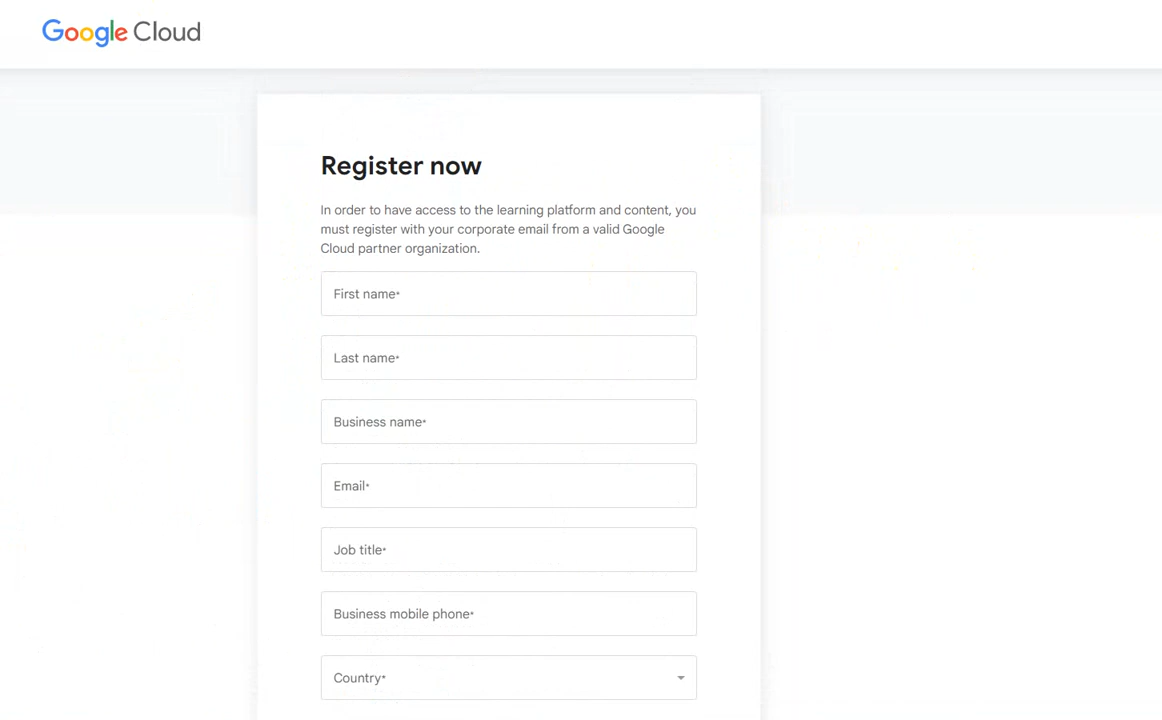 Google Cloud
Register now
In order to have access to the learning platform and content, you
must register with your corporate email from a valid Google
Cloud partner organization.
First name*
Last name*
Business name*
Email*
Job title*
Business mobile phone*
Country*